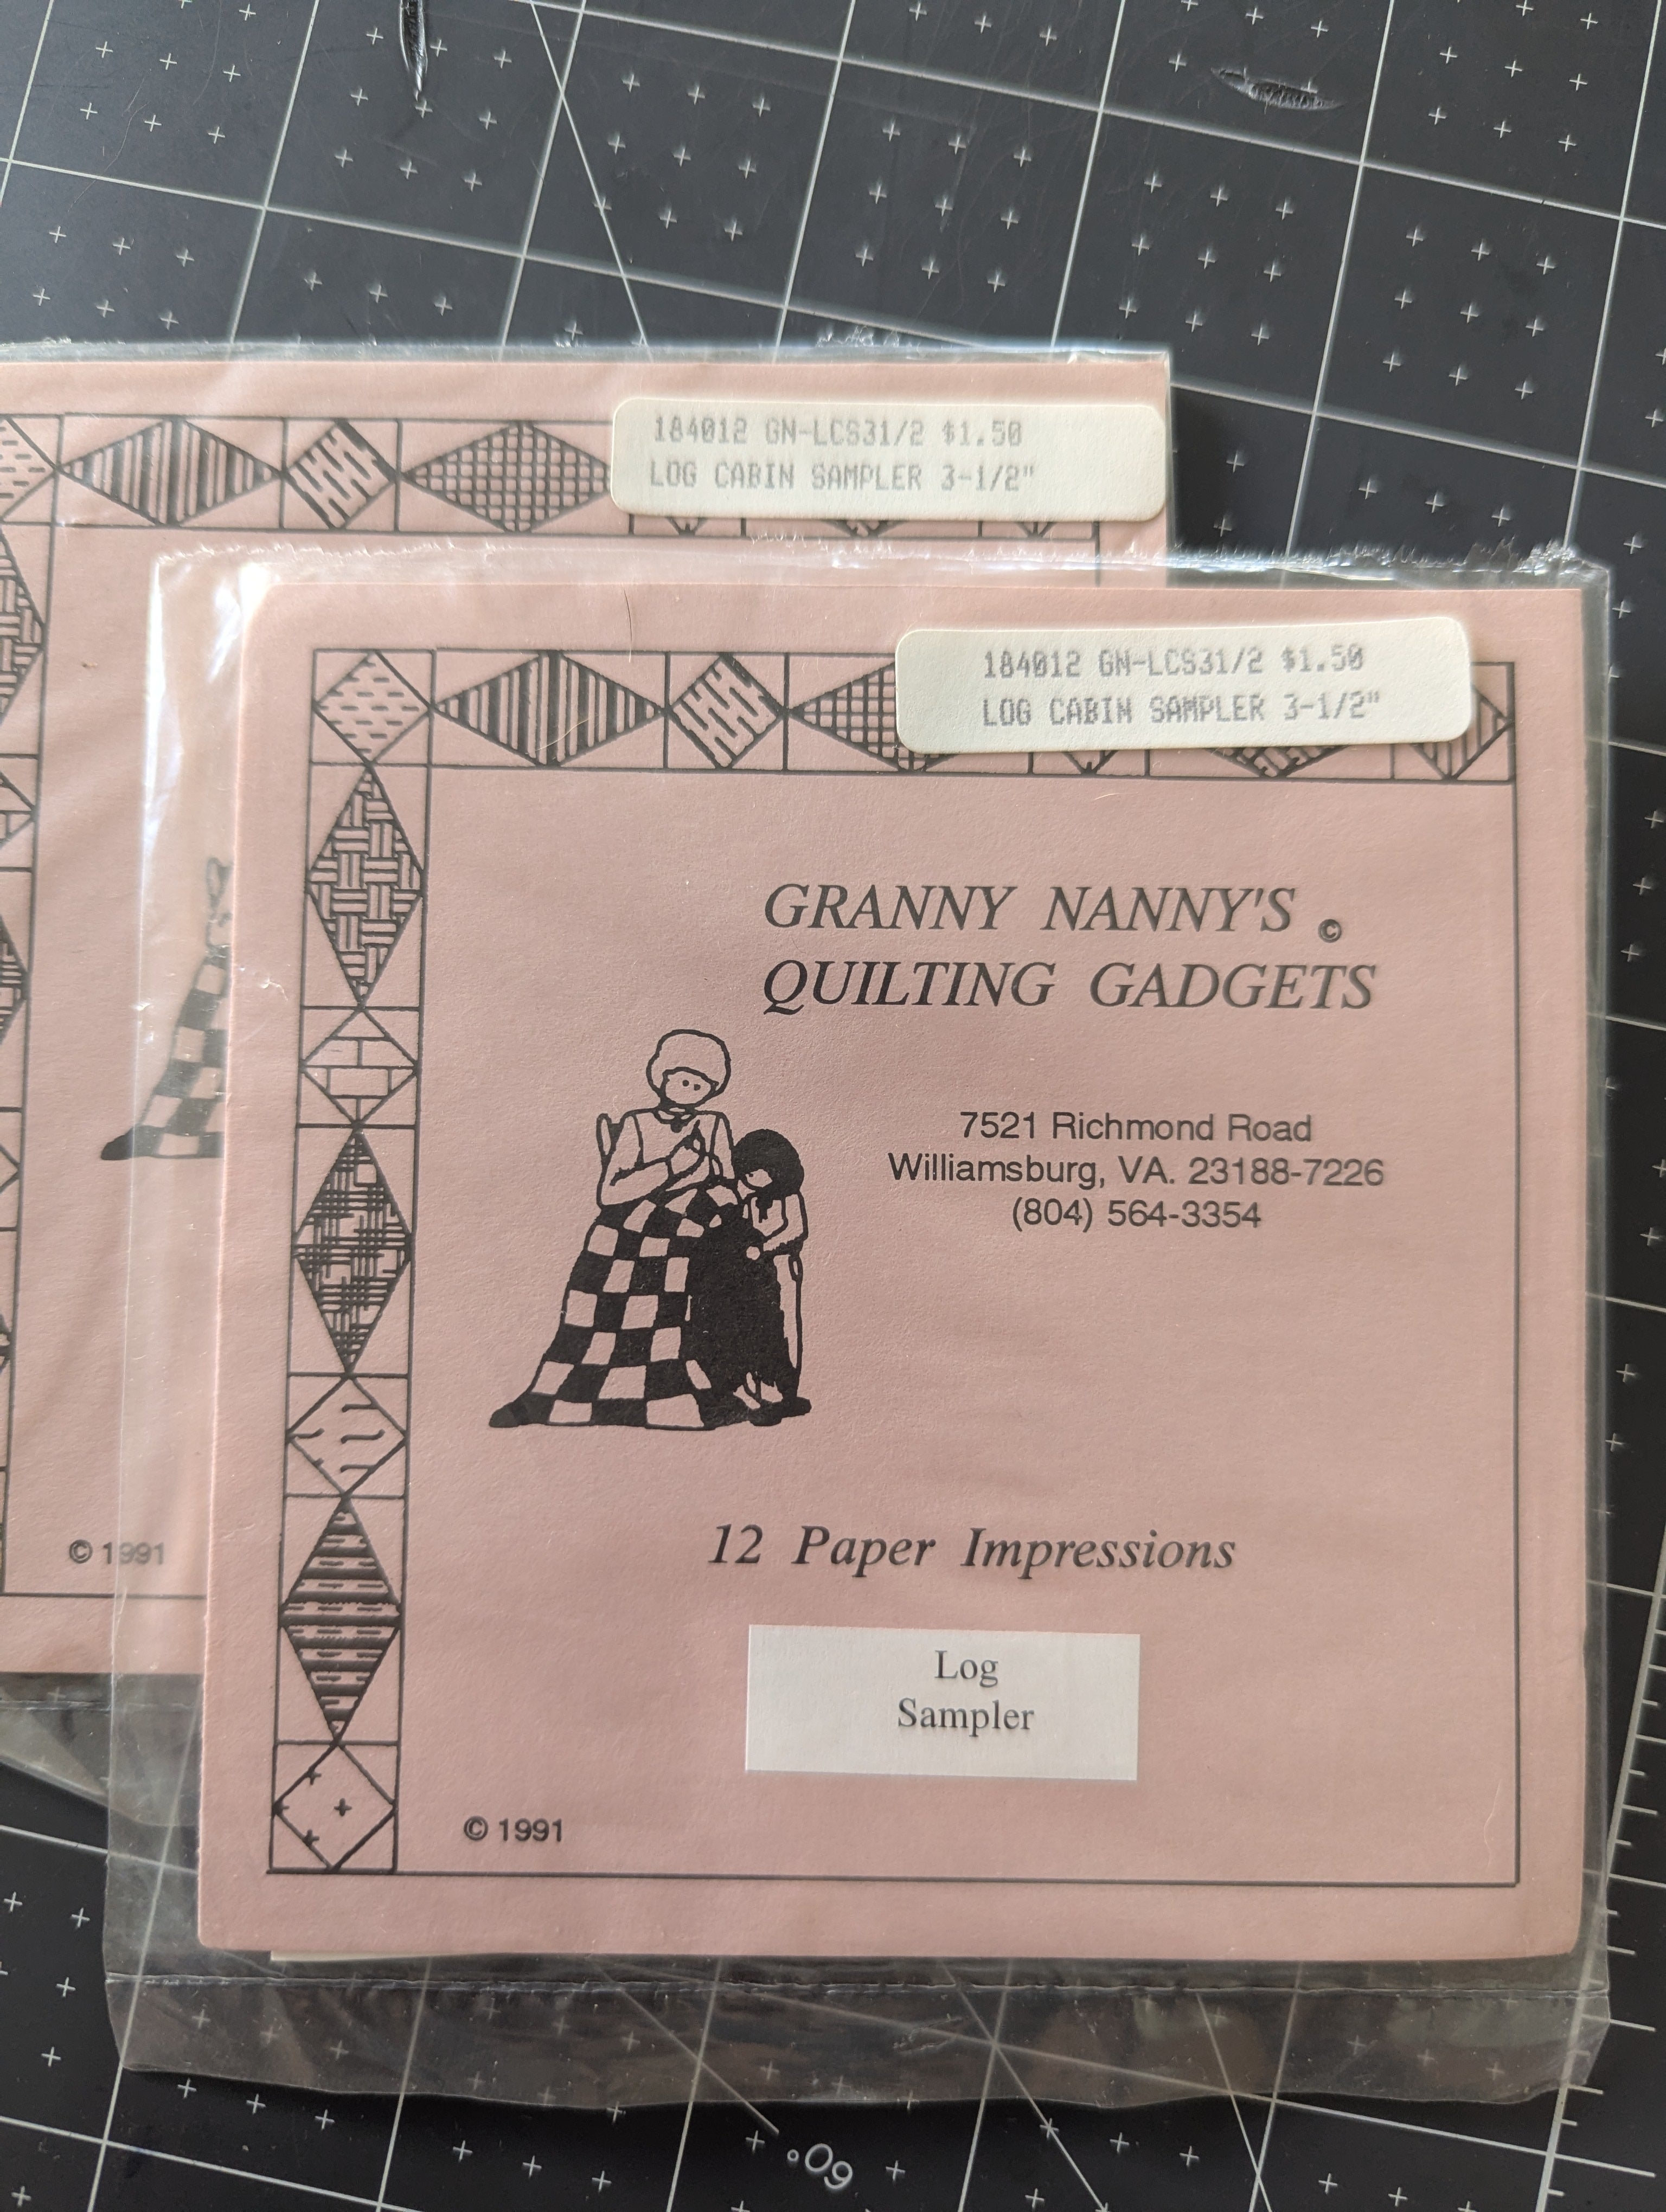 184012 GN-LCS31/2 $1.50
LOG CABIN SAMPLER 3-1/2"
184012 GN-LCS31/2 $1.50
LOG CABIN SAMPLER 3-1/2"
GRANNY NANNY'S ©
QUILTING GADGETS
7521 Richmond Road
Williamsburg, VA. 23188-7226
(804) 564-3354
12 Paper Impressions
Log
Sampler
© 1991
© 1991
60°